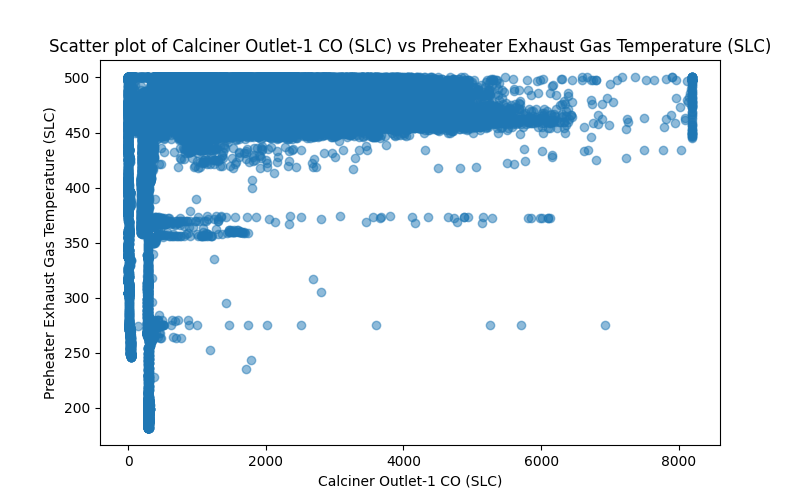 Scatter plot of Calciner Outlet-1 CO (SLC) vs Preheater Exhaust Gas Temperature (SLC)
Preheater Exhaust Gas Temperature (SLC)
500
450
400
350
300
250
200
0 2000 4000 6000 8000
Calciner Outlet-1 CO (SLC)